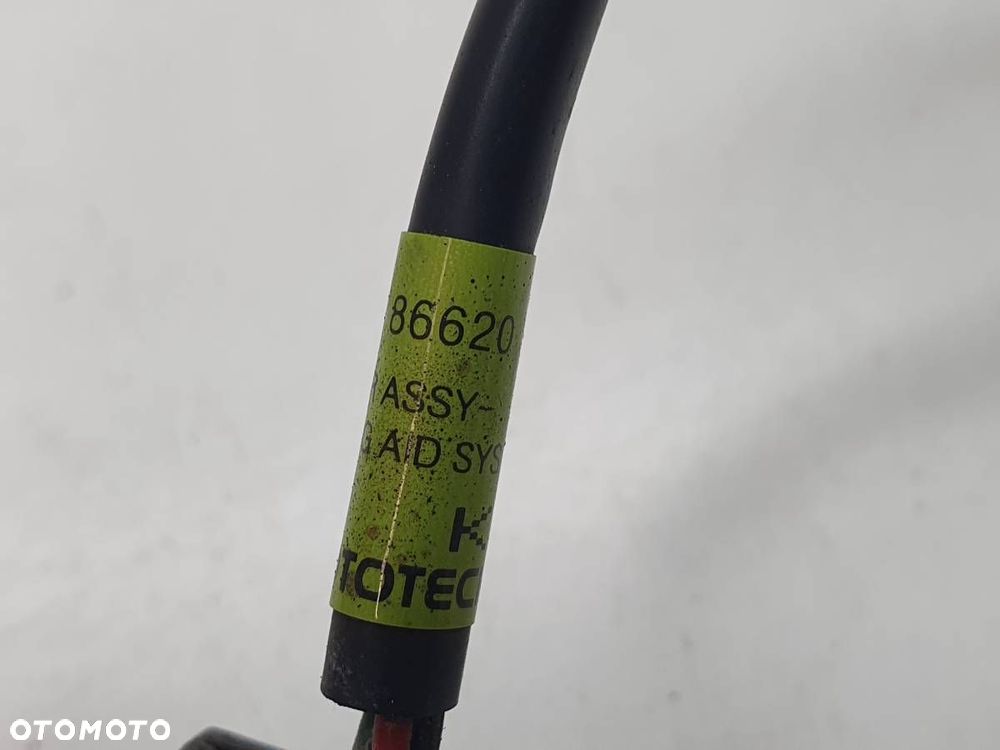 86620
R ASSY-
G AID SYS
K
TOTEC
OTOMOTO